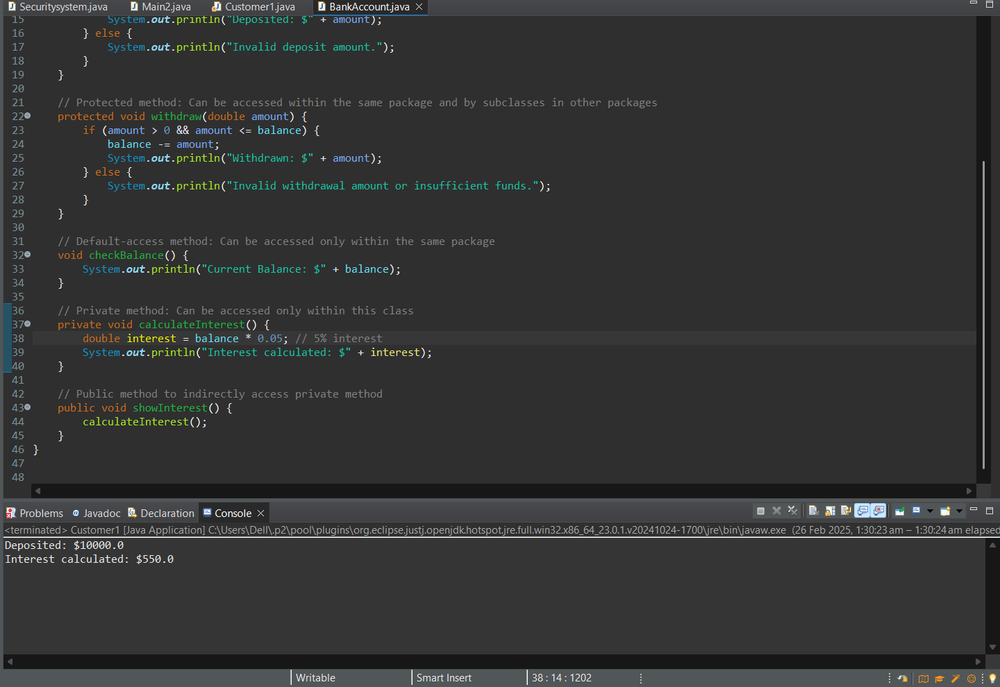 Securitysystem.java Main2.java Customer1.java BankAccount.java
15 System.out.println("Deposited: $" + amount);
16 } else {
17 System.out.println("Invalid deposit amount.");
18 }
19 }
20
21 // Protected method: Can be accessed within the same package and by subclasses in other packages
22 protected void withdraw(double amount) {
23 if (amount > 0 && amount <= balance) {
24 balance -= amount;
25 System.out.println("Withdrawn: $" + amount);
26 } else {
27 System.out.println("Invalid withdrawal amount or insufficient funds.");
28 }
29 }
30
31 // Default-access method: Can be accessed only within the same package
32 void checkBalance() {
33 System.out.println("Current Balance: $" + balance);
34 }
35
36 // Private method: Can be accessed only within this class
37 private void calculateInterest() {
38 double interest = balance * 0.05; // 5% interest
39 System.out.println("Interest calculated: $" + interest);
40 }
41
42 // Public method to indirectly access private method
43 public void showInterest() {
44 calculateInterest();
45 }
46 }
47
48
Problems @ Javadoc Declaration Console
<terminated> Customer1 [Java Application] C:\Users\Dell\.p2\pool\plugins\org.eclipse.justj.openjdk.hotspot.jre.full.win32.x86_64_23.0.1.v20241024-1700\jre\bin\javaw.exe (26 Feb 2025, 1:30:23 am – 1:30:24 am elapsed
Deposited: $10000.0
Interest calculated: $550.0
Writable Smart Insert 38 : 14 : 1202